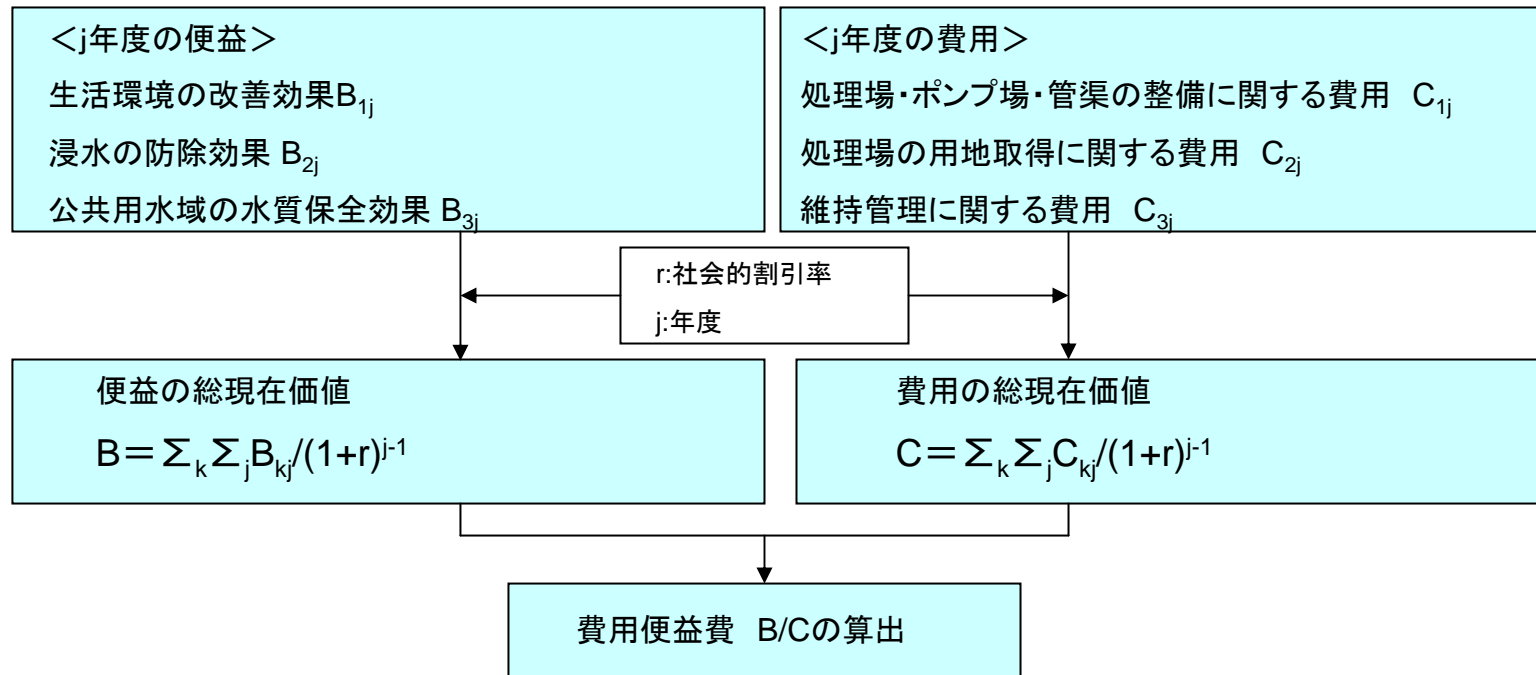 ＜j年度の便益＞
生活環境の改善効果B1j
浸水の防除効果 B2j
公共用水域の水質保全効果 B3j
＜j年度の費用＞
処理場・ポンプ場・管渠の整備に関する費用　C1j
処理場の用地取得に関する費用　C2j
維持管理に関する費用　C3j
r:社会的割引率
j:年度
便益の総現在価値
B＝ΣkΣjBkj/(1+r)j-1
費用の総現在価値
C＝ΣkΣjCkj/(1+r)j-1
費用便益費　B/Cの算出